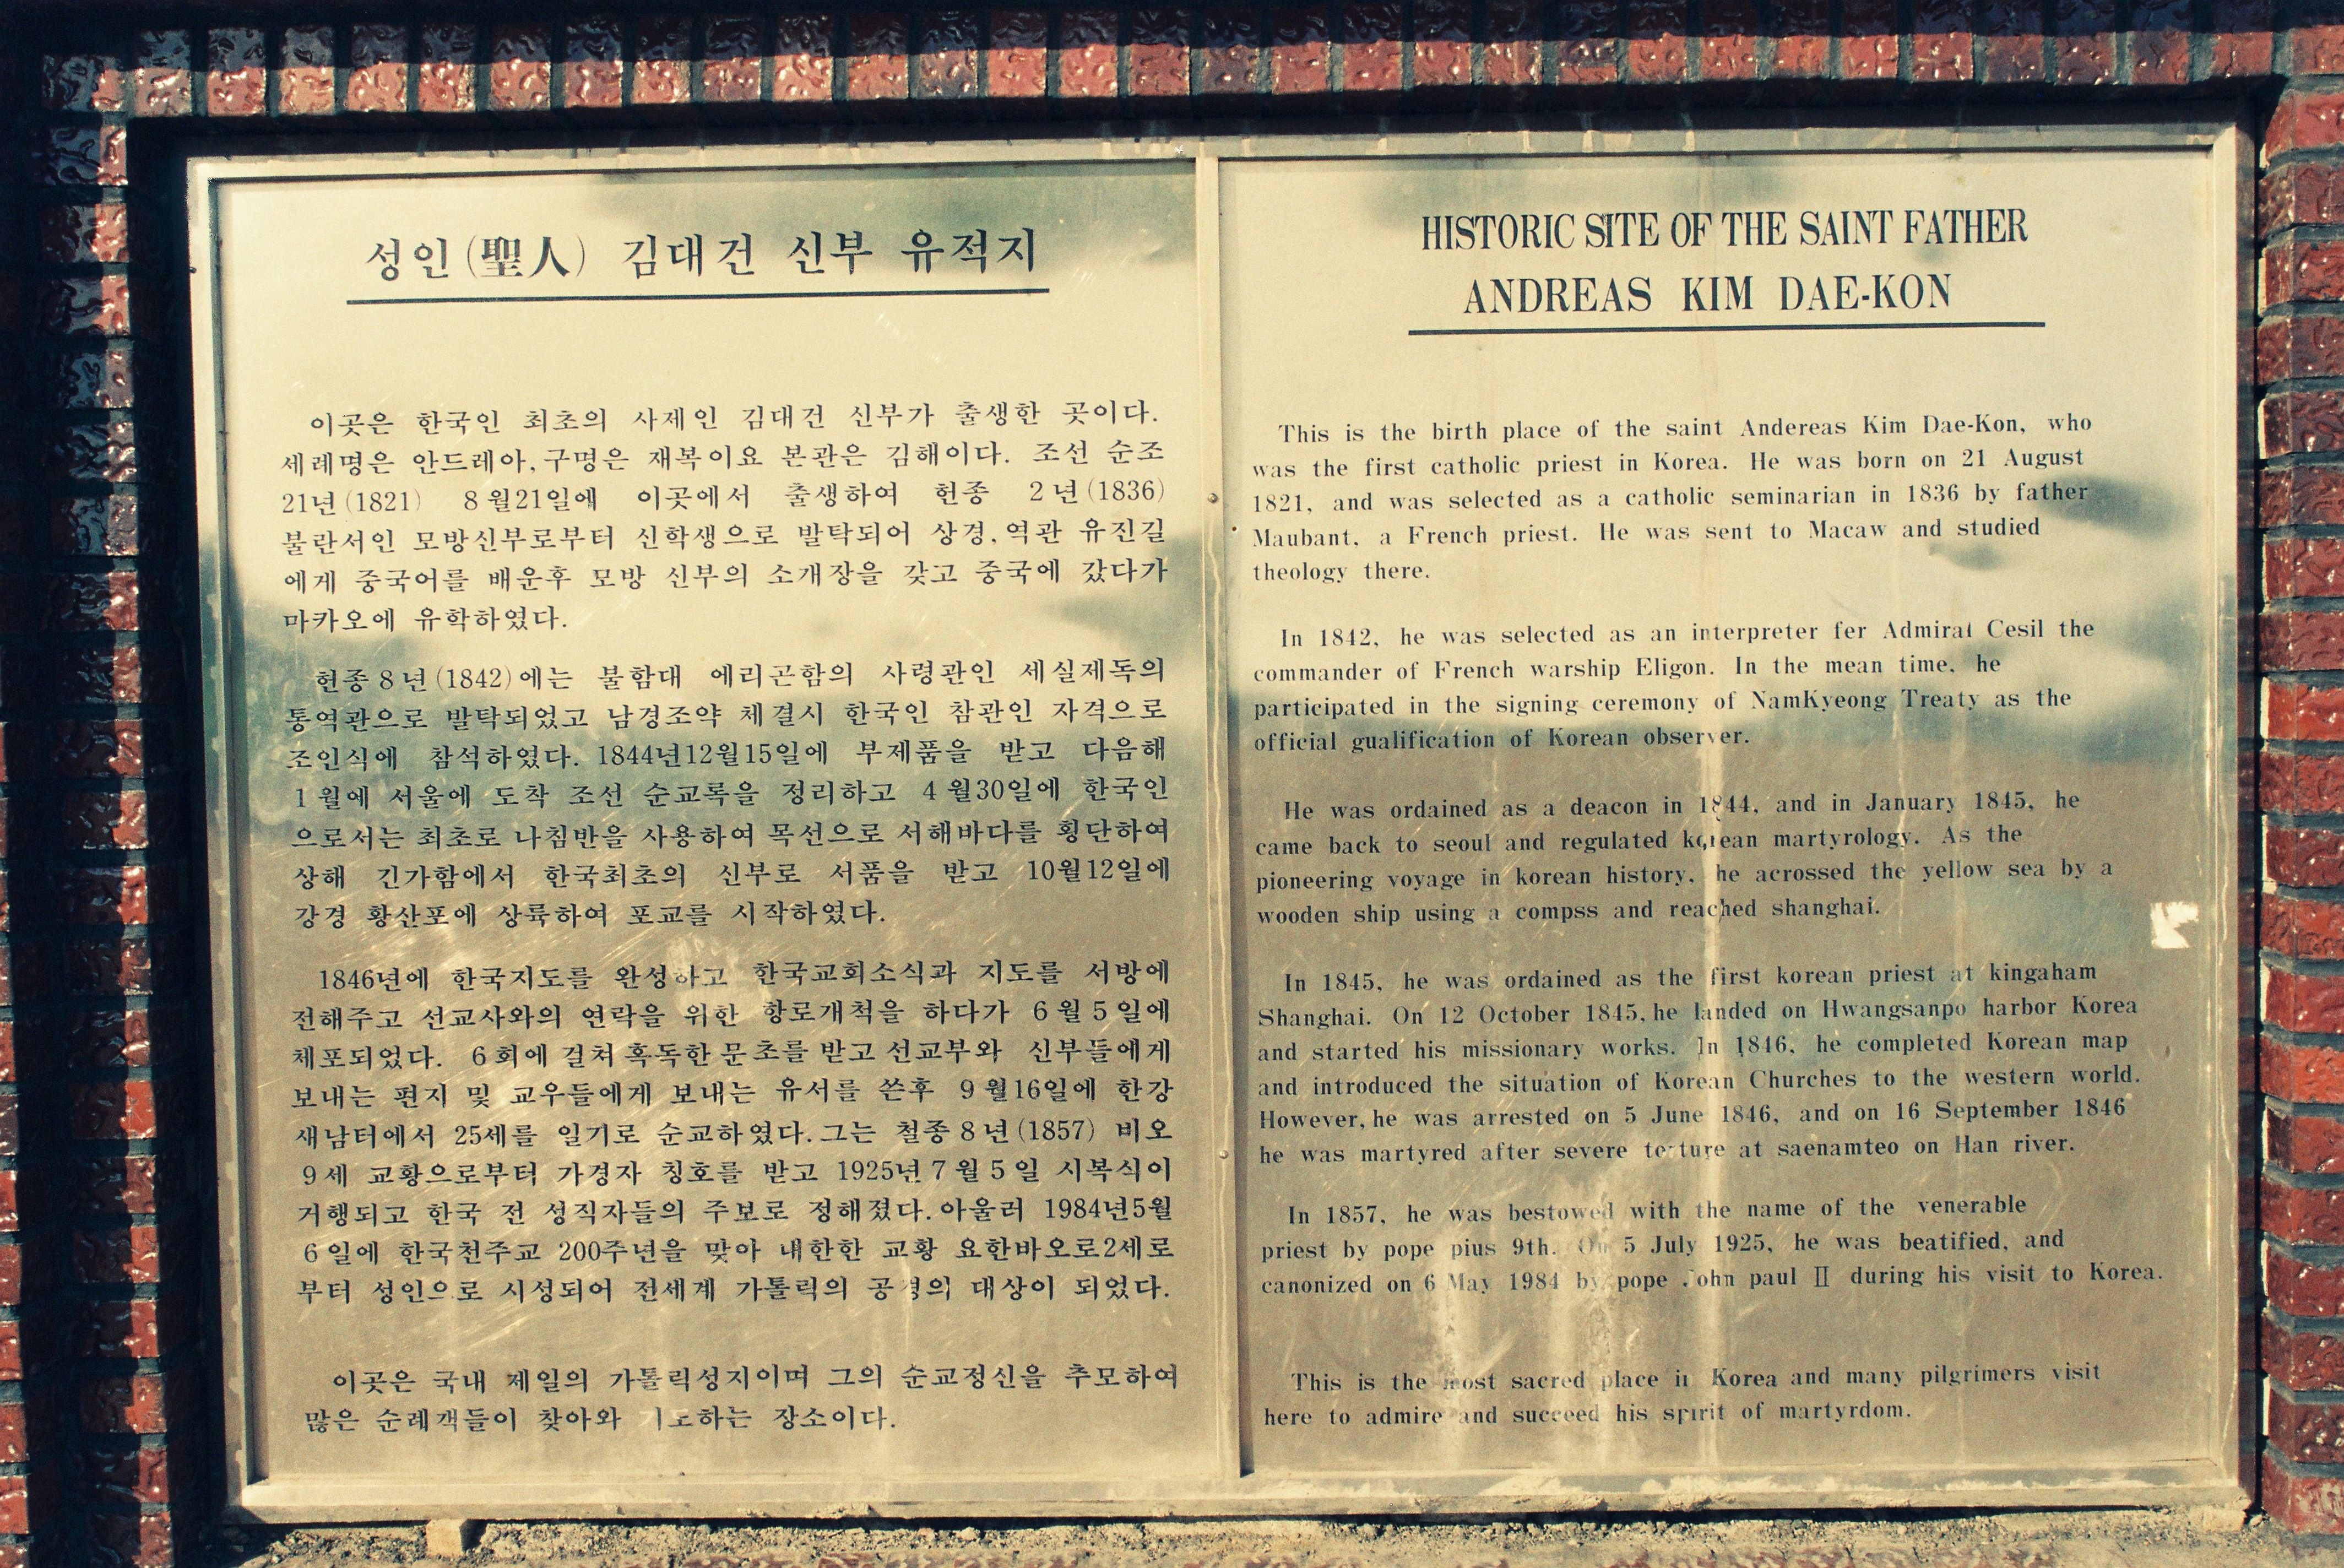 성인(聖人) 김대건 신부 유적지
이곳은 한국인 최초의 사제인 김대건 신부가 출생한 곳이다.
세례명은 안드레아,구명은 재복이요 본관은 김해이다. 조선 순조
21년(1821) 8월21일에 이곳에서 출생하여 헌종 2년(1836)
불란서인 모방신부로부터 신학생으로 발탁되어 상경,역관 유진길
에게 중국어를 배운후 모방 신부의 소개장을 갖고 중국에 갔다가
마카오에 유학하였다.
헌종8년(1842)에는 불함대 에리곤함의 사령관인 세실제독의
통역관으로 발탁되었고 남경조약 체결시 한국인 참관인 자격으로
조인식에 참석하였다. 1844년12월15일에 부제품을 받고 다음해
1월에 서울에 도착 조선 순교록을 정리하고 4월30일에 한국인
으로서는 최초로 나침반을 사용하여 목선으로 서해바다를 횡단하여
상해 긴가함에서 한국최초의 신부로 서품을 받고 10월12일에
강경 황산포에 상륙하여 포교를 시작하였다.
1846년에 한국지도를 완성하고 한국교회소식과 지도를 서방에
전해주고 선교사와의 연락을 위한 항로개척을 하다가 6월5일에
체포되었다. 6회에 걸쳐 혹독한 문초를 받고 선교부와 신부들에게
보내는 편지 및 교우들에게 보내는 유서를 쓴후 9월16일에 한강
새남터에서 25세를 일기로 순교하였다.그는 철종8년(1857) 비오
9세 교황으로부터 가경자 칭호를 받고 1925년7월5일 시복식이
거행되고 한국 전 성직자들의 주보로 정해졌다.아울러 1984년5월
6일에 한국천주교 200주년을 맞아 내한한 교황 요한바오로2세로
부터 성인으로 시성되어 전세계 가톨릭의 대상이 되었다.
이곳은 국내 제일의 가톨릭성지이며 그의 순교정신을 추모하여
많은 순례객들이 찾아와 장소이다.
HISTORIC SITE OF THE SAINT FATHER
ANDREAS KIM DAE-KON
This is the birth place of the saint Andereas Kim Dae-Kon, who
was the first catholic priest in Korea. He was born on 21 August
1821, and was selected as a catholic seminarian in 1836 by father
Maubant, a French priest. He was sent to Macaw and studied
theology there.
In 1842, he was selected as an interpreter fer Admiral Cesil the
commander of French warship Eligon. In the mean time, he
participated in the signing ceremony of NamKyeong Treaty as the
official gualification of Korean observer.
He was ordained as a deacon in 1844, and in January 1845, he
came back to seoul and regulated korean martyrology. As the
pioneering voyage in korean history, he acrossed the yellow sea by a
wooden ship using a compss and reached shanghai.
In 1845, he was ordained as the first korean priest at kingaham
Shanghai. On 12 October 1845,he landed on Hwangsanpo harbor Korea
and started his missionary works. In 1846, he completed Korean map
and introduced the situation of Korean Churches to the western world.
However,he was arrested on 5 June 1846, and on 16 September 1846
he was martyred after severe torture at saenamteo on Han river.
In 1857, he was bestowed with the name of the venerable
priest by pope pius 9th. On 5 July 1925, he was beatified, and
canonized on 6 May 1984 by pope John paul II during his visit to Korea.
This is the most sacred place in Korea and many pilgrimers visit
here to admire and succeed his spirit of martyrdom.